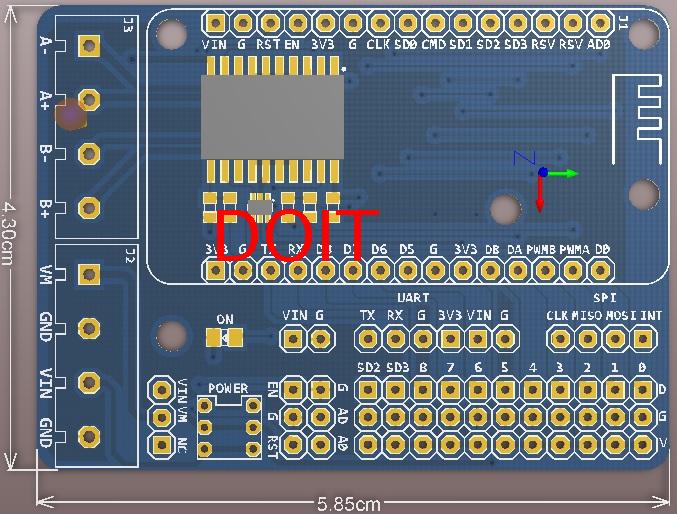 J3
J1
VIN G RST EN 3V3 G CLK SD0 CMD SD1 SD2 SD3 RSV RSV AD0
A-
A+
B-
B+
Z
DOIT
3V3 G TX RX D8 D7 D6 D5 G 3V3 DB DA PWMB PWMA D0
J2
VM
GND
VIN
GND
UART SPI
ON VIN G TX RX G 3V3 VIN G CLK MISO MOSI INT
SD2 SD3 8 7 6 5 4 3 2 1 0
VIN VM NC
POWER
EN G D
G AD G
RST A0 V
4.30cm
5.85cm